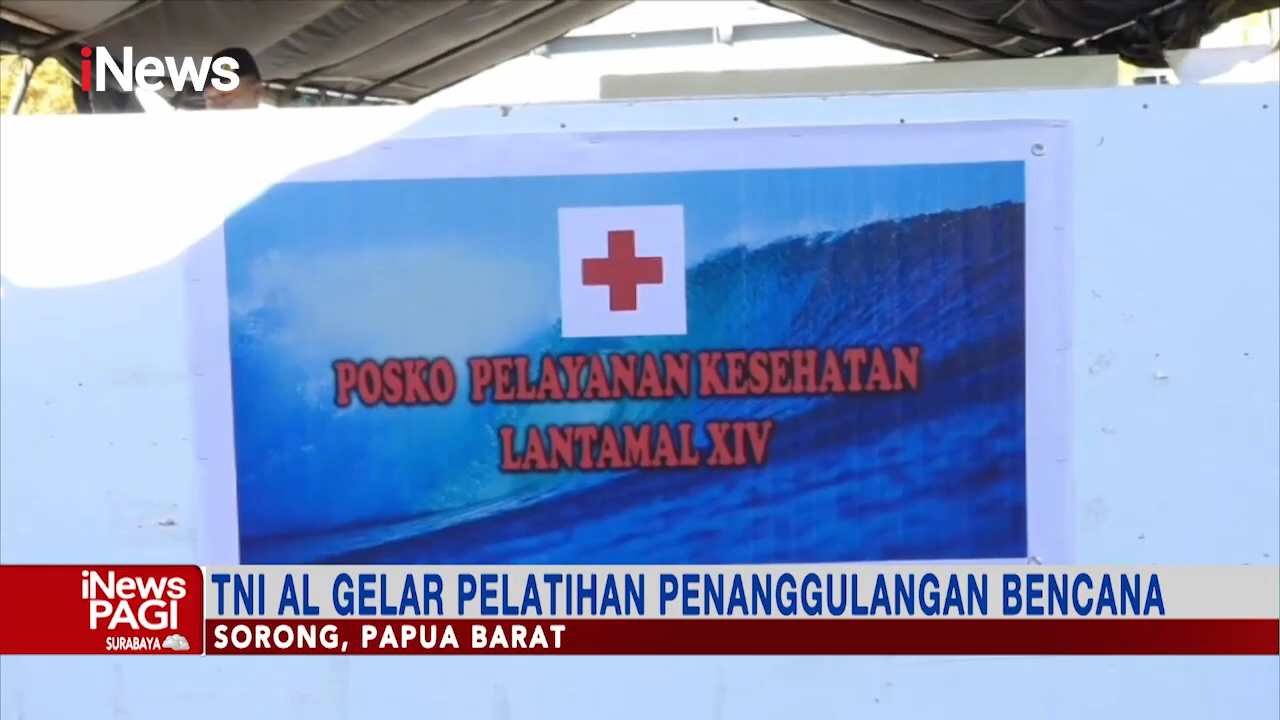 iNews
POSKO PELAYANAN KESEHATAN
LANTAMAL XIV
iNews
PAGI
SURABAYA
TNI AL GELAR PELATIHAN PENANGGULANGAN BENCANA
SORONG, PAPUA BARAT